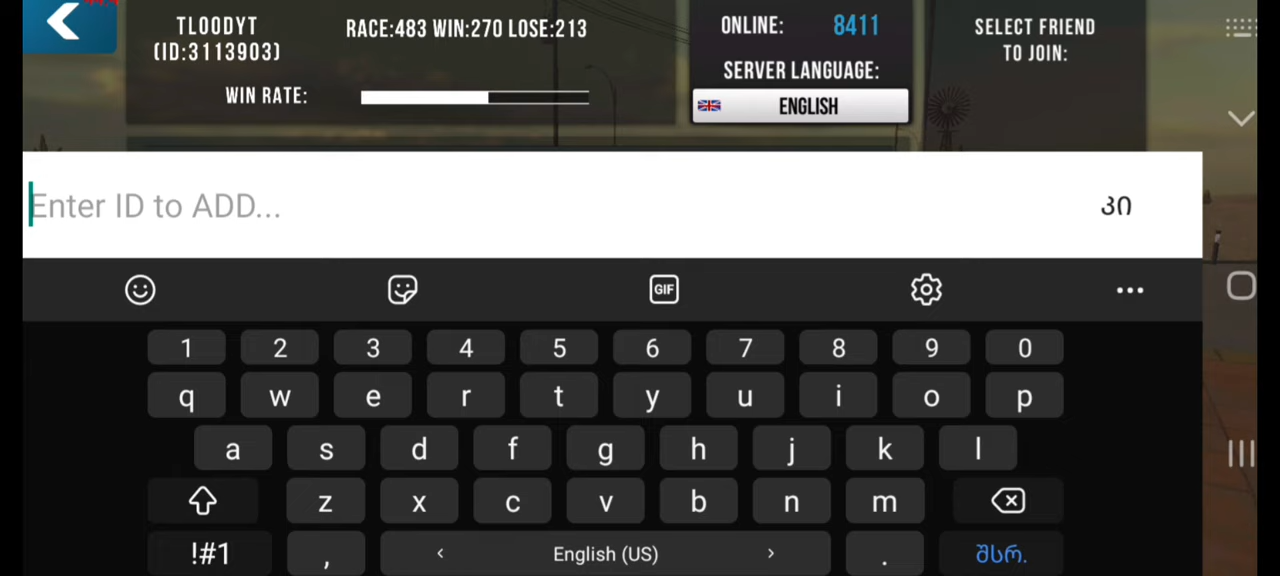 TLOODYT
(ID:3113903)
RACE:483 WIN:270 LOSE:213
WIN RATE:
ONLINE: 8411
SERVER LANGUAGE:
ENGLISH
SELECT FRIEND
TO JOIN:
Enter ID to ADD...
კი
GIF
1 2 3 4 5 6 7 8 9 0
q w e r t y u i o p
a s d f g h j k l
z x c v b n m
!#1 , < English (US) > . შსრ.